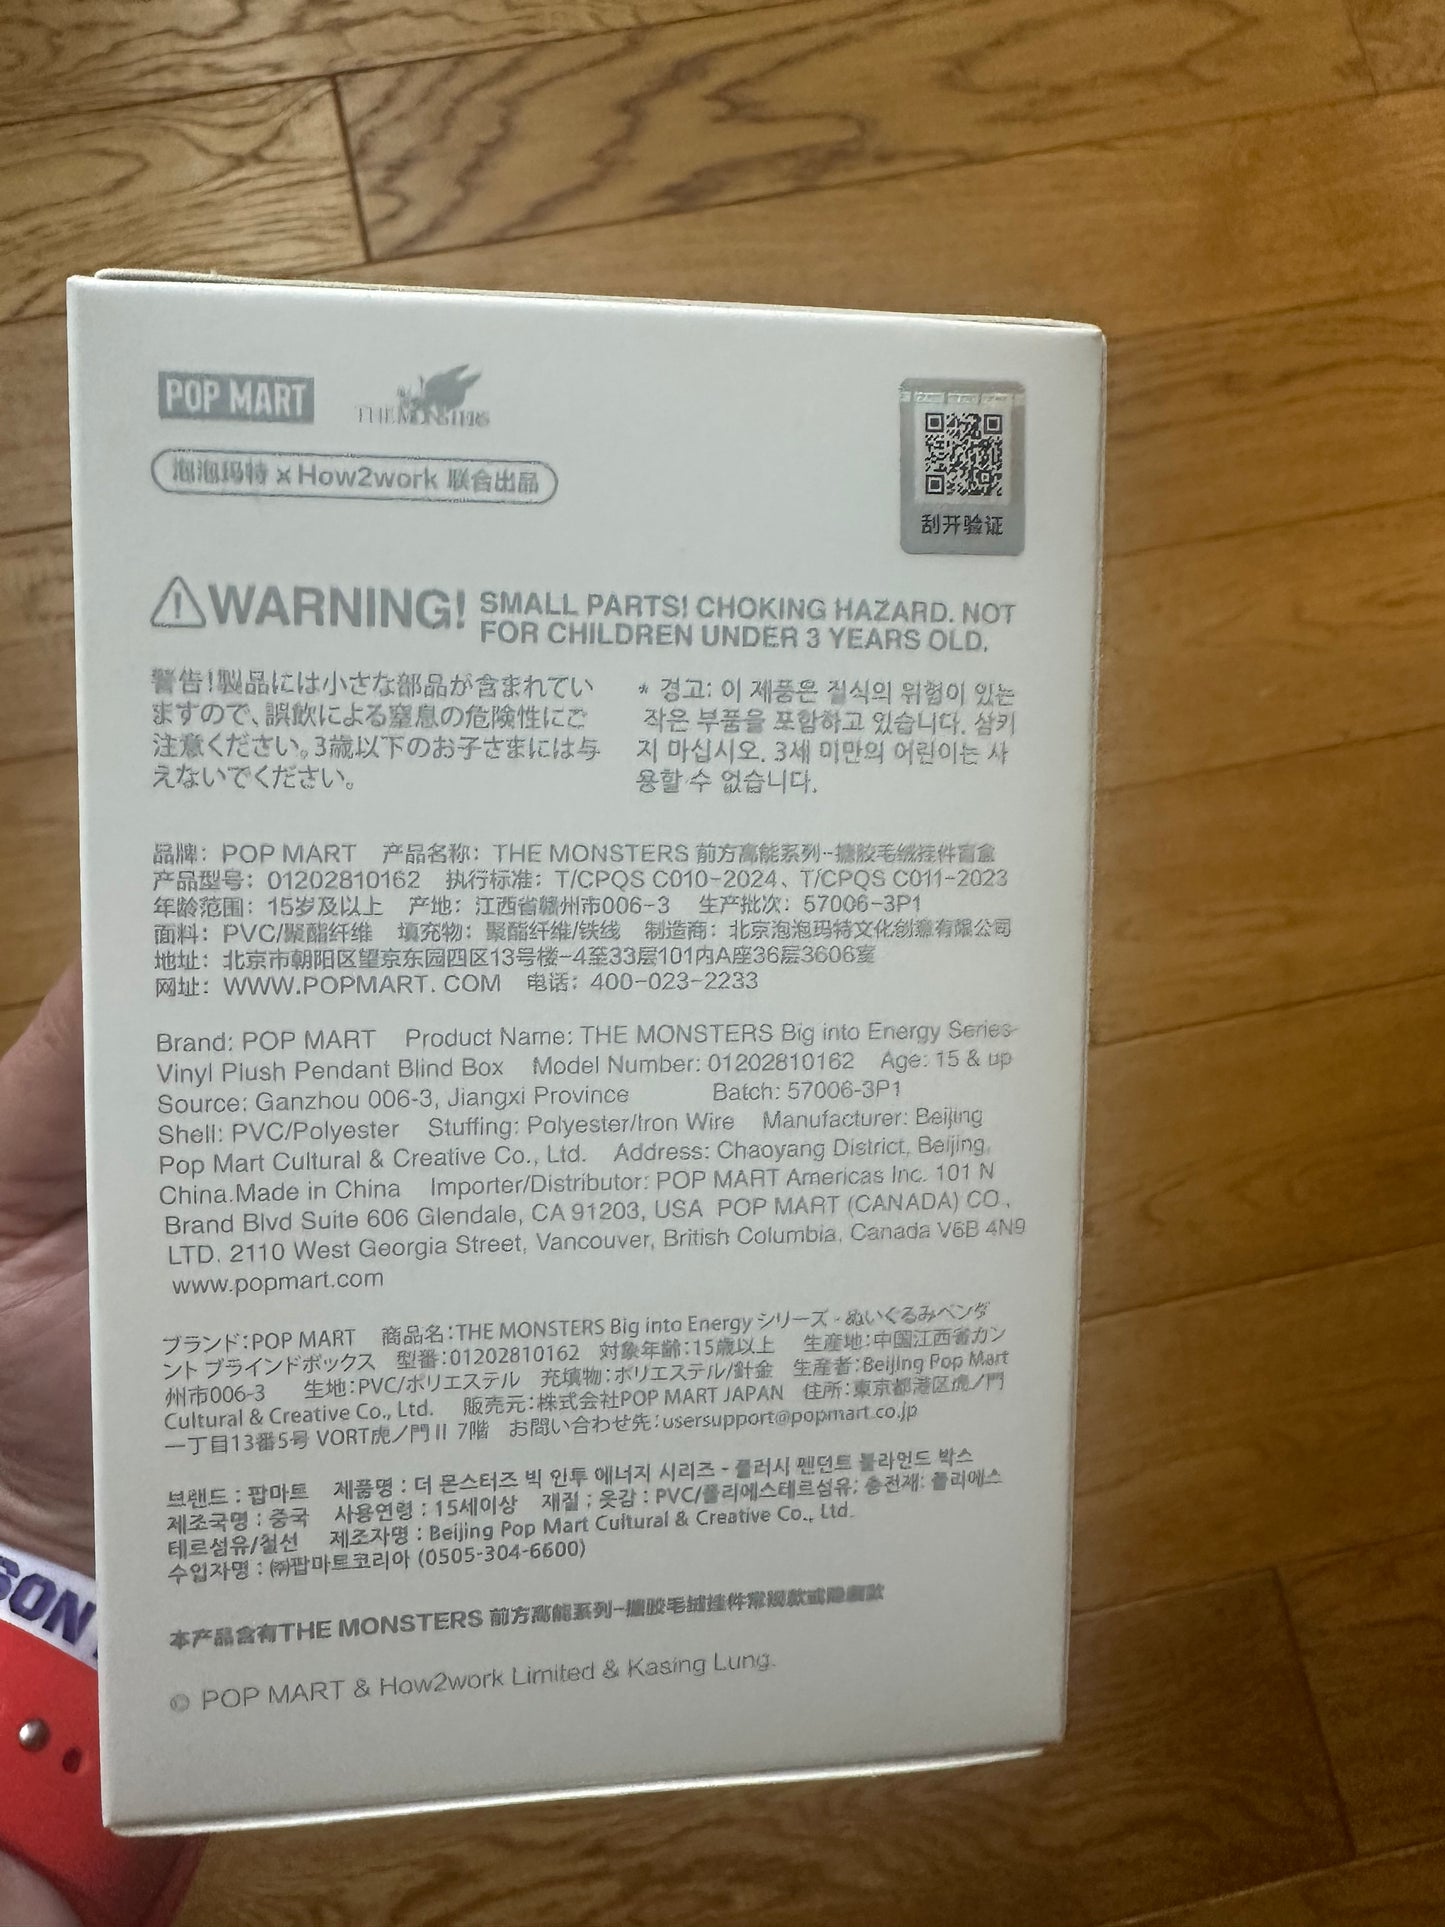 POP MART
THE MONSTERS
泡泡玛特 × How2work 联合出品
刮开验证
WARNING!
SMALL PARTS! CHOKING HAZARD. NOT
FOR CHILDREN UNDER 3 YEARS OLD.
警告!製品には小さな部品が含まれてい
ますので、誤飲による窒息の危険性にご
注意ください。3歳以下のお子さまには与
えないでください。
* 경고: 이 제품은 질식의 위험이 있는
작은 부품을 포함하고 있습니다. 삼키
지 마십시오. 3세 미만의 어린이는 사
용할 수 없습니다.
品牌: POP MART 产品名称: THE MONSTERS 前方高能系列-搪胶毛绒挂件盲盒
产品型号: 01202810162 执行标准: T/CPQS C010-2024、T/CPQS C011-2023
年龄范围: 15岁及以上 产地: 江西省赣州市006-3 生产批次: 57006-3P1
面料: PVC/聚酯纤维 填充物: 聚酯纤维/铁线 制造商: 北京泡泡玛特文化创意有限公司
地址: 北京市朝阳区望京东园四区13号楼-4至33层101内A座36层3606室
网址: WWW.POPMART. COM 电话: 400-023-2233
Brand: POP MART Product Name: THE MONSTERS Big into Energy Series-
Vinyl Plush Pendant Blind Box Model Number: 01202810162 Age: 15 & up
Source: Ganzhou 006-3, Jiangxi Province Batch: 57006-3P1
Shell: PVC/Polyester Stuffing: Polyester/Iron Wire Manufacturer: Beijing
Pop Mart Cultural & Creative Co., Ltd. Address: Chaoyang District, Beijing,
China.Made in China Importer/Distributor: POP MART Americas Inc. 101 N
Brand Blvd Suite 606 Glendale, CA 91203, USA POP MART (CANADA) CO.,
LTD. 2110 West Georgia Street, Vancouver, British Columbia, Canada V6B 4N9
www.popmart.com
ブランド:POP MART 商品名:THE MONSTERS Big into Energy シリーズ - ぬいぐるみペンダ
ント ブラインドボックス 型番:01202810162 対象年齢:15歳以上 生産地:中国江西省カン
州市006-3 生地:PVC/ポリエステル 充填物:ポリエステル/針金 生産者:Beijing Pop Mart
Cultural & Creative Co., Ltd. 販売元:株式会社POP MART JAPAN 住所:東京都港区虎ノ門
一丁目13番5号 VORT虎ノ門II 7階 お問い合わせ先:usersupport@popmart.co.jp
브랜드 : 팝마트 제품명 : 더 몬스터즈 빅 인투 에너지 시리즈 - 플러시 펜던트 블라인드 박스
제조국명 : 중국 사용연령 : 15세이상 재질 ; 옷감 : PVC/폴리에스테르섬유; 충전재: 폴리에스
테르섬유/철선 제조자명 : Beijing Pop Mart Cultural & Creative Co., Ltd.
수입자명 : ㈜팝마트코리아 (0505-304-6600)
本产品含有THE MONSTERS 前方高能系列-搪胶毛绒挂件常规款或隐藏款
© POP MART & How2work Limited & Kasing Lung.
SON